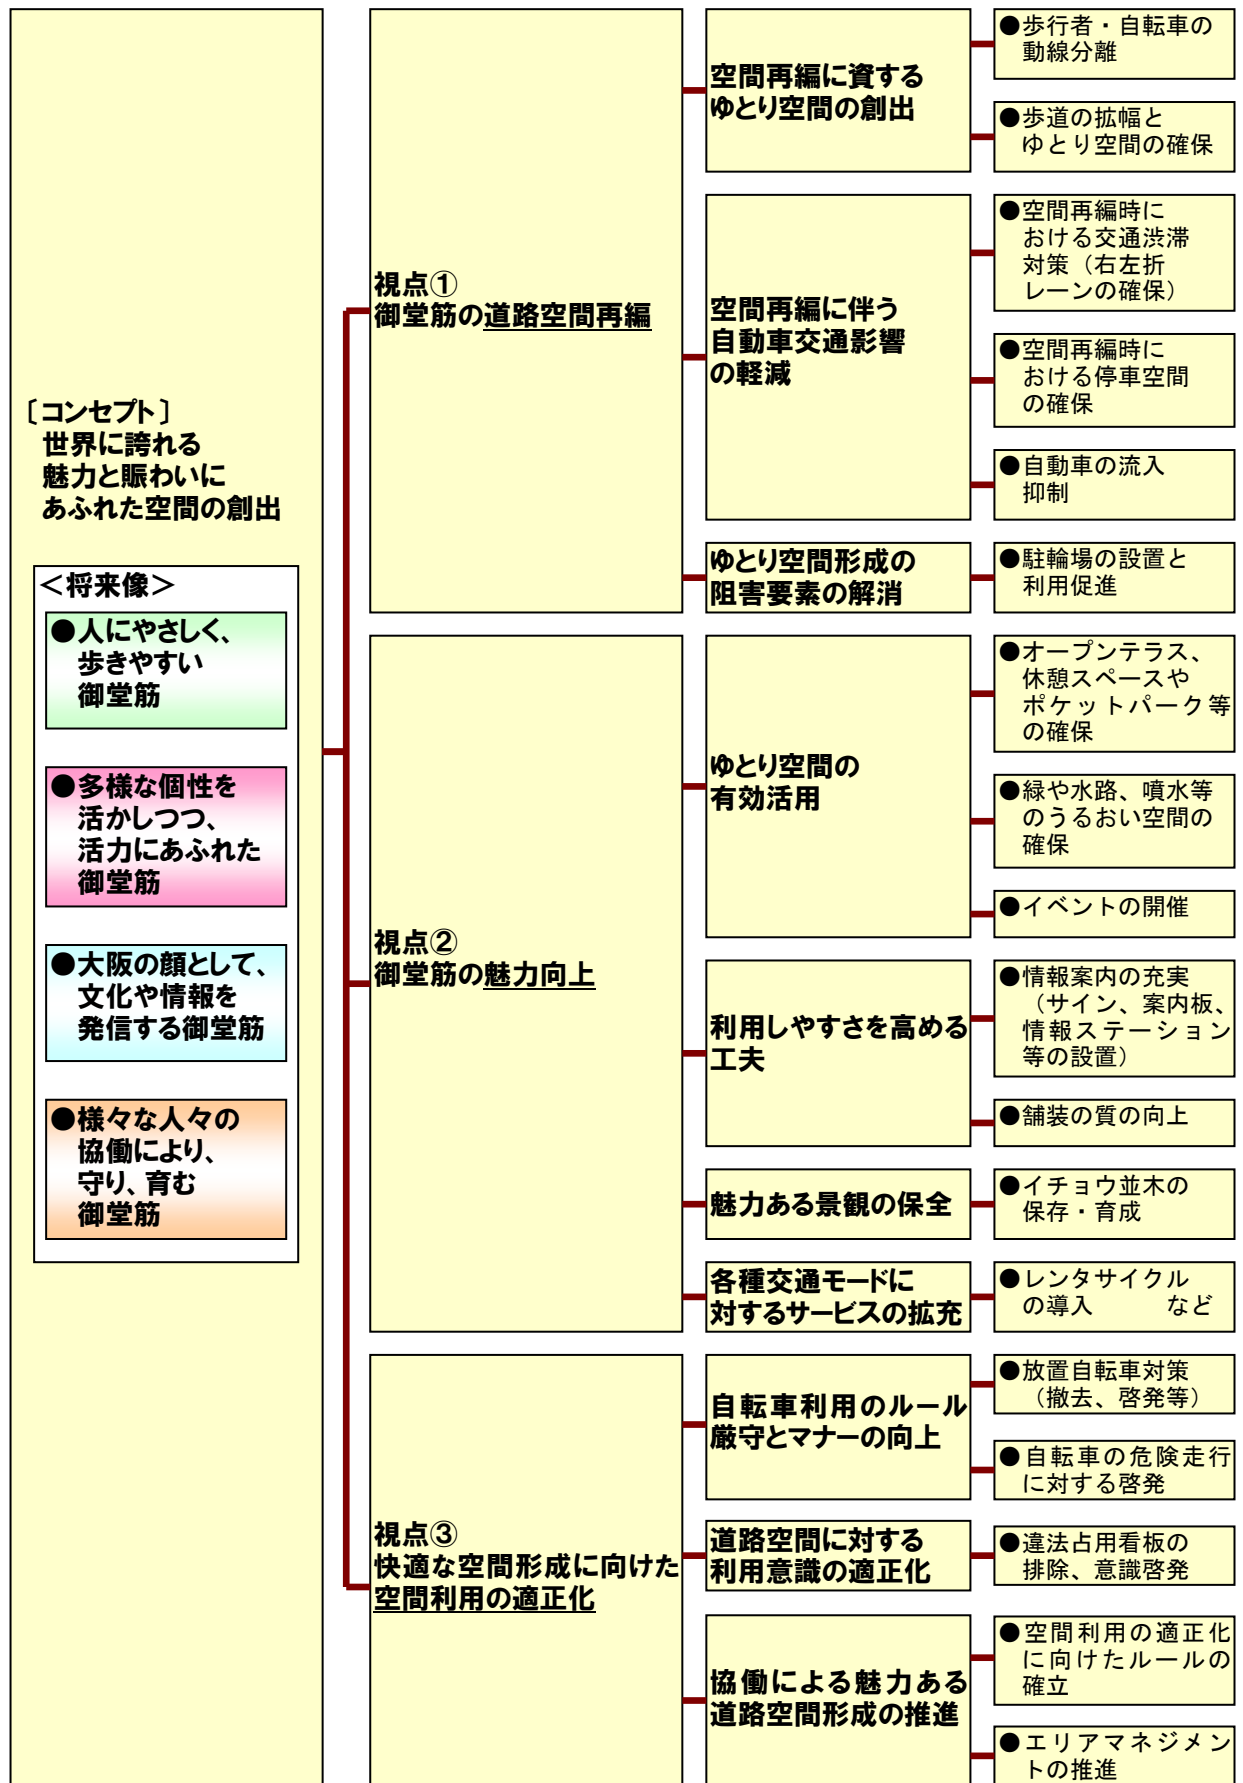 〔コンセプト〕
世界に誇れる
魅力と賑わいに
あふれた空間の創出
＜将来像＞
●人にやさしく、
歩きやすい
御堂筋
●多様な個性を
活かしつつ、
活力にあふれた
御堂筋
●大阪の顔として、
文化や情報を
発信する御堂筋
●様々な人々の
協働により、
守り、育む
御堂筋
視点①
御堂筋の道路空間再編
空間再編に資する
ゆとり空間の創出
●歩行者・自転車の
動線分離
●歩道の拡幅と
ゆとり空間の確保
空間再編に伴う
自動車交通影響
の軽減
●空間再編時に
おける交通渋滞
対策（右左折
レーンの確保）
●空間再編時に
おける停車空間
の確保
●自動車の流入
抑制
ゆとり空間形成の
阻害要素の解消
●駐輪場の設置と
利用促進
視点②
御堂筋の魅力向上
ゆとり空間の
有効活用
●オープンテラス、
休憩スペースや
ポケットパーク等
の確保
●緑や水路、噴水等
のうるおい空間の
確保
●イベントの開催
利用しやすさを高める
工夫
●情報案内の充実
（サイン、案内板、
情報ステーション
等の設置）
●舗装の質の向上
魅力ある景観の保全
●イチョウ並木の
保存・育成
各種交通モードに
対するサービスの拡充
●レンタサイクル
の導入　　　など
視点③
快適な空間形成に向けた
空間利用の適正化
自転車利用のルール
厳守とマナーの向上
●放置自転車対策
（撤去、啓発等）
●自転車の危険走行
に対する啓発
道路空間に対する
利用意識の適正化
●違法占用看板の
排除、意識啓発
協働による魅力ある
道路空間形成の推進
●空間利用の適正化
に向けたルールの
確立
●エリアマネジメン
トの推進